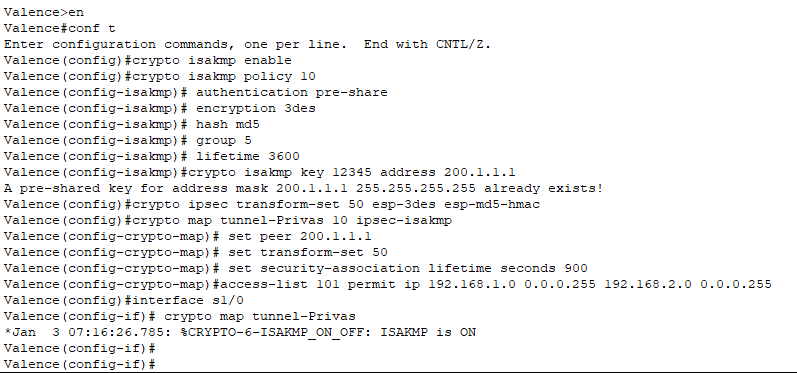 Valence>en
Valence#conf t
Enter configuration commands, one per line.  End with CNTL/Z.
Valence(config)#crypto isakmp enable
Valence(config)#crypto isakmp policy 10
Valence(config-isakmp)# authentication pre-share
Valence(config-isakmp)# encryption 3des
Valence(config-isakmp)# hash md5
Valence(config-isakmp)# group 5
Valence(config-isakmp)# lifetime 3600
Valence(config-isakmp)#crypto isakmp key 12345 address 200.1.1.1
A pre-shared key for address mask 200.1.1.1 255.255.255.255 already exists!
Valence(config)#crypto ipsec transform-set 50 esp-3des esp-md5-hmac
Valence(config)#crypto map tunnel-Privas 10 ipsec-isakmp
Valence(config-crypto-map)# set peer 200.1.1.1
Valence(config-crypto-map)# set transform-set 50
Valence(config-crypto-map)# set security-association lifetime seconds 900
Valence(config-crypto-map)#access-list 101 permit ip 192.168.1.0 0.0.0.255 192.168.2.0 0.0.0.255
Valence(config)#interface s1/0
Valence(config-if)# crypto map tunnel-Privas
*Jan  3 07:16:26.785: %CRYPTO-6-ISAKMP_ON_OFF: ISAKMP is ON
Valence(config-if)#
Valence(config-if)#